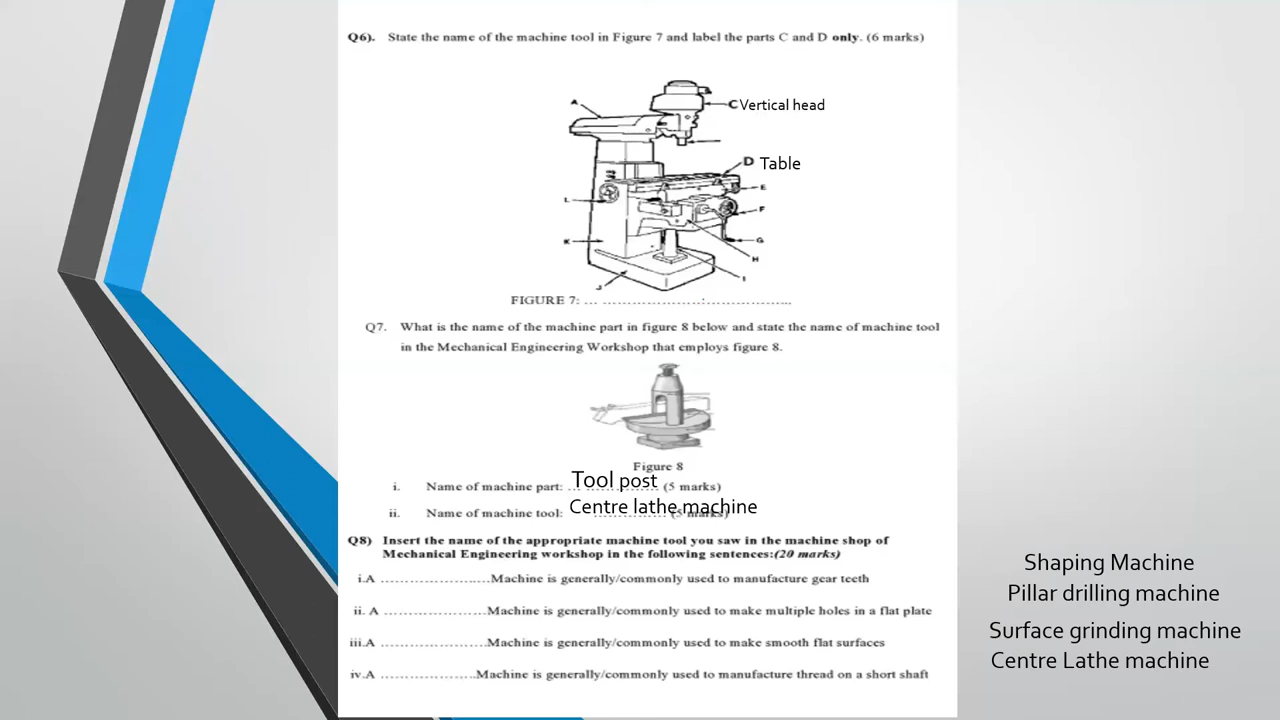 Q6). State the name of the machine tool in Figure 7 and label the parts C and D only. (6 marks)
A
C Vertical head
D Table
E
L
F
K
G
H
I
J
FIGURE 7: ... .......................:..................
Q7. What is the name of the machine part in figure 8 below and state the name of machine tool
in the Mechanical Engineering Workshop that employs figure 8.
Figure 8
i. Name of machine part: ... Tool post (5 marks)
ii. Name of machine tool: Centre lathe machine (5 marks)
Q8) Insert the name of the appropriate machine tool you saw in the machine shop of
Mechanical Engineering workshop in the following sentences:(20 marks)
i.A ........................Machine is generally/commonly used to manufacture gear teeth
ii. A ......................Machine is generally/commonly used to make multiple holes in a flat plate
iii.A ......................Machine is generally/commonly used to make smooth flat surfaces
iv.A .....................Machine is generally/commonly used to manufacture thread on a short shaft
Shaping Machine
Pillar drilling machine
Surface grinding machine
Centre Lathe machine